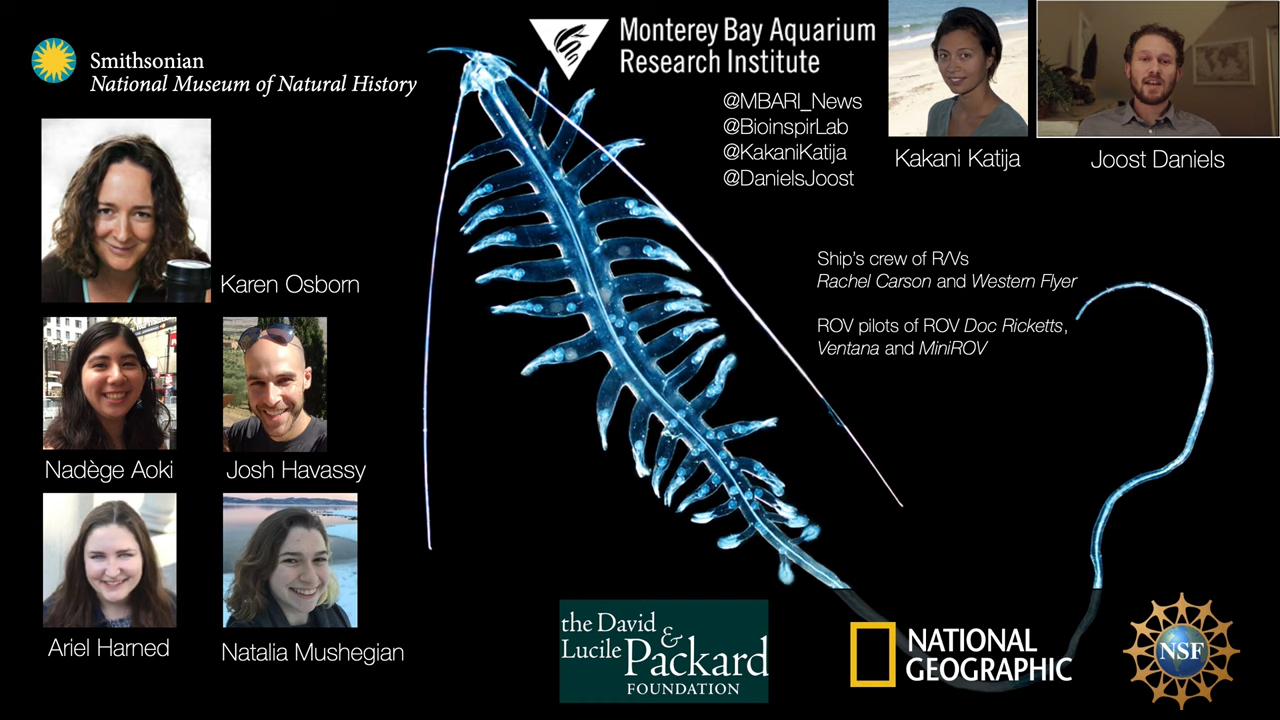 Smithsonian
National Museum of Natural History
Karen Osborn
Nadège Aoki
Josh Havassy
Ariel Harned
Natalia Mushegian
Monterey Bay Aquarium
Research Institute
@MBARI_News
@BioinspirLab
@KakaniKatija
@DanielsJoost
Kakani Katija
Joost Daniels
Ship's crew of R/Vs
Rachel Carson and Western Flyer
ROV pilots of ROV Doc Ricketts,
Ventana and MiniROV
the David &
Lucile Packard
FOUNDATION
NATIONAL
GEOGRAPHIC
NSF